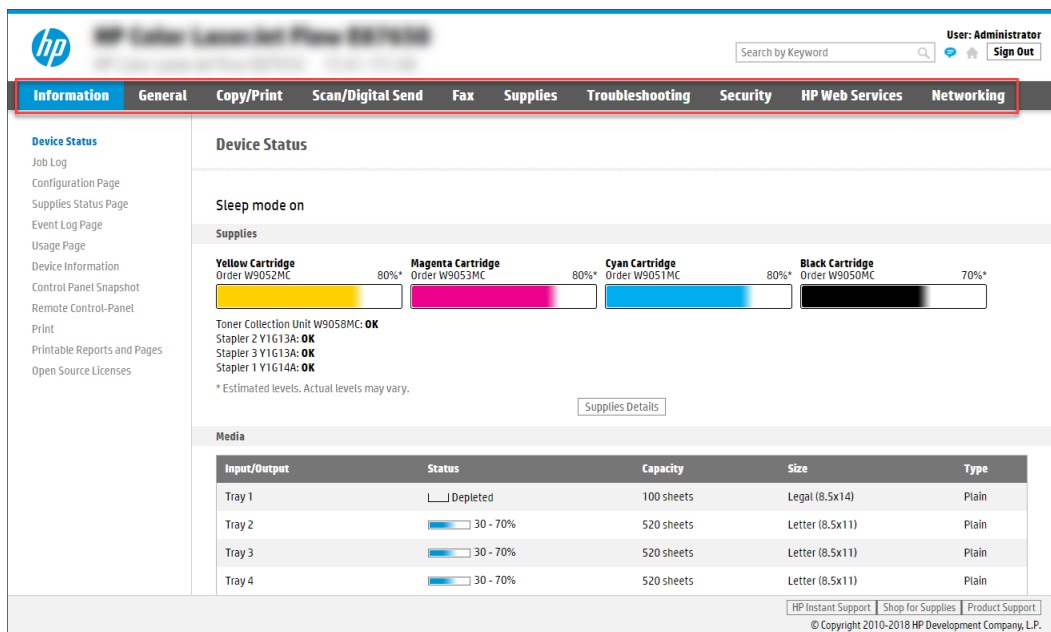 hp
User: Administrator
Search by Keyword
Sign Out
Information General Copy/Print Scan/Digital Send Fax Supplies Troubleshooting Security HP Web Services Networking
Device Status
Job Log
Configuration Page
Supplies Status Page
Event Log Page
Usage Page
Device Information
Control Panel Snapshot
Remote Control-Panel
Print
Printable Reports and Pages
Open Source Licenses
Device Status
Sleep mode on
Supplies
Yellow Cartridge
Order W9052MC 80%*
Magenta Cartridge
Order W9053MC 80%*
Cyan Cartridge
Order W9051MC 80%*
Black Cartridge
Order W9050MC 70%*
Toner Collection Unit W9058MC: OK
Stapler 2 Y1G13A: OK
Stapler 3 Y1G13A: OK
Stapler 1 Y1G14A: OK
* Estimated levels. Actual levels may vary.
Supplies Details
Media
Input/Output Status Capacity Size Type
Tray 1 Depleted 100 sheets Legal (8.5x14) Plain
Tray 2 30 - 70% 520 sheets Letter (8.5x11) Plain
Tray 3 30 - 70% 520 sheets Letter (8.5x11) Plain
Tray 4 30 - 70% 520 sheets Letter (8.5x11) Plain
HP Instant Support Shop for Supplies Product Support
© Copyright 2010-2018 HP Development Company, L.P.